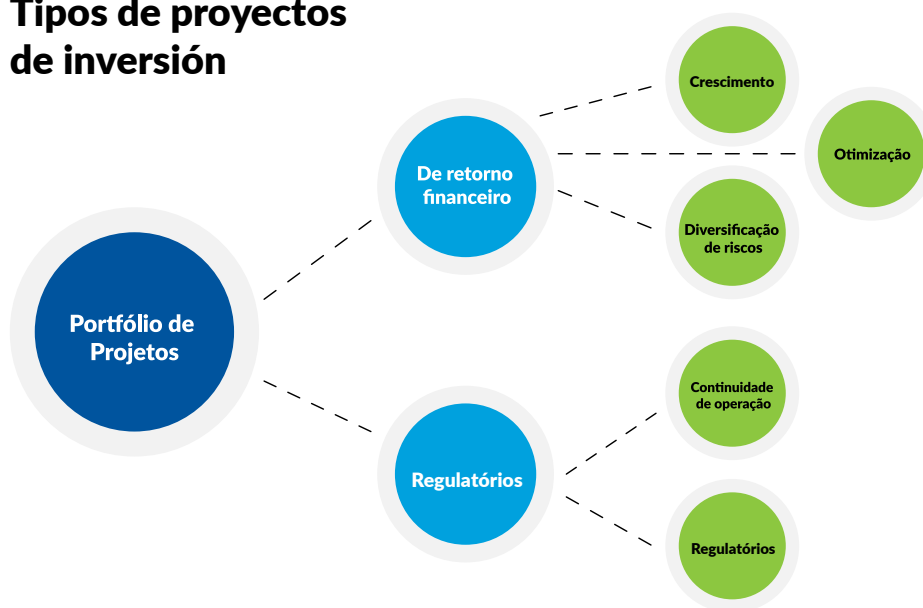 Tipos de proyectos
de inversión
Portfólio de
Projetos
De retorno
financeiro
Crescimento
Otimização
Diversificação
de riscos
Regulatórios
Continuidade
de operação
Regulatórios